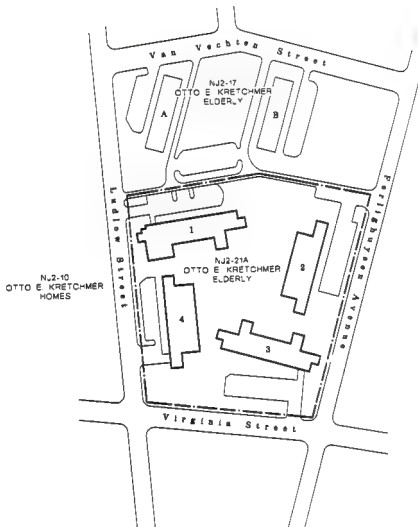 Van Vechten Street
NJ2-17
OTTO E. KRETCHMER
ELDERLY
A
B
Ludlow Street
Frelinghuysen Avenue
1
NJ2-21A
OTTO E. KRETCHMER
ELDERLY
2
NJ2-10
OTTO E. KRETCHMER
HOMES
4
3
Virginia Street